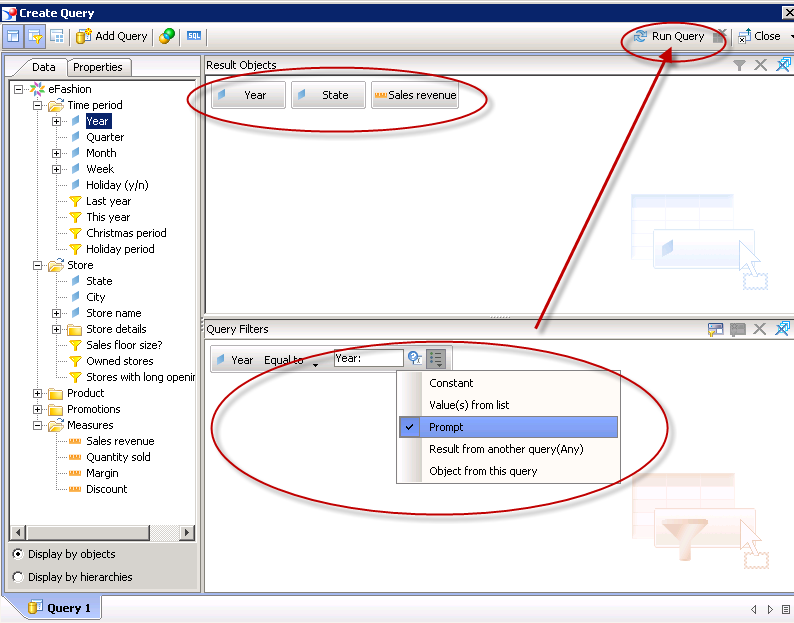 Create Query
Add Query
SQL
Run Query
Close
Data
Properties
eFashion
Time period
Year
Quarter
Month
Week
Holiday (y/n)
Last year
This year
Christmas period
Holiday period
Store
State
City
Store name
Store details
Sales floor size?
Owned stores
Stores with long openin
Product
Promotions
Measures
Sales revenue
Quantity sold
Margin
Discount
Display by objects
Display by hierarchies
Result Objects
Year State Sales revenue
Query Filters
Year Equal to Year:
Constant
Value(s) from list
Prompt
Result from another query(Any)
Object from this query
Query 1